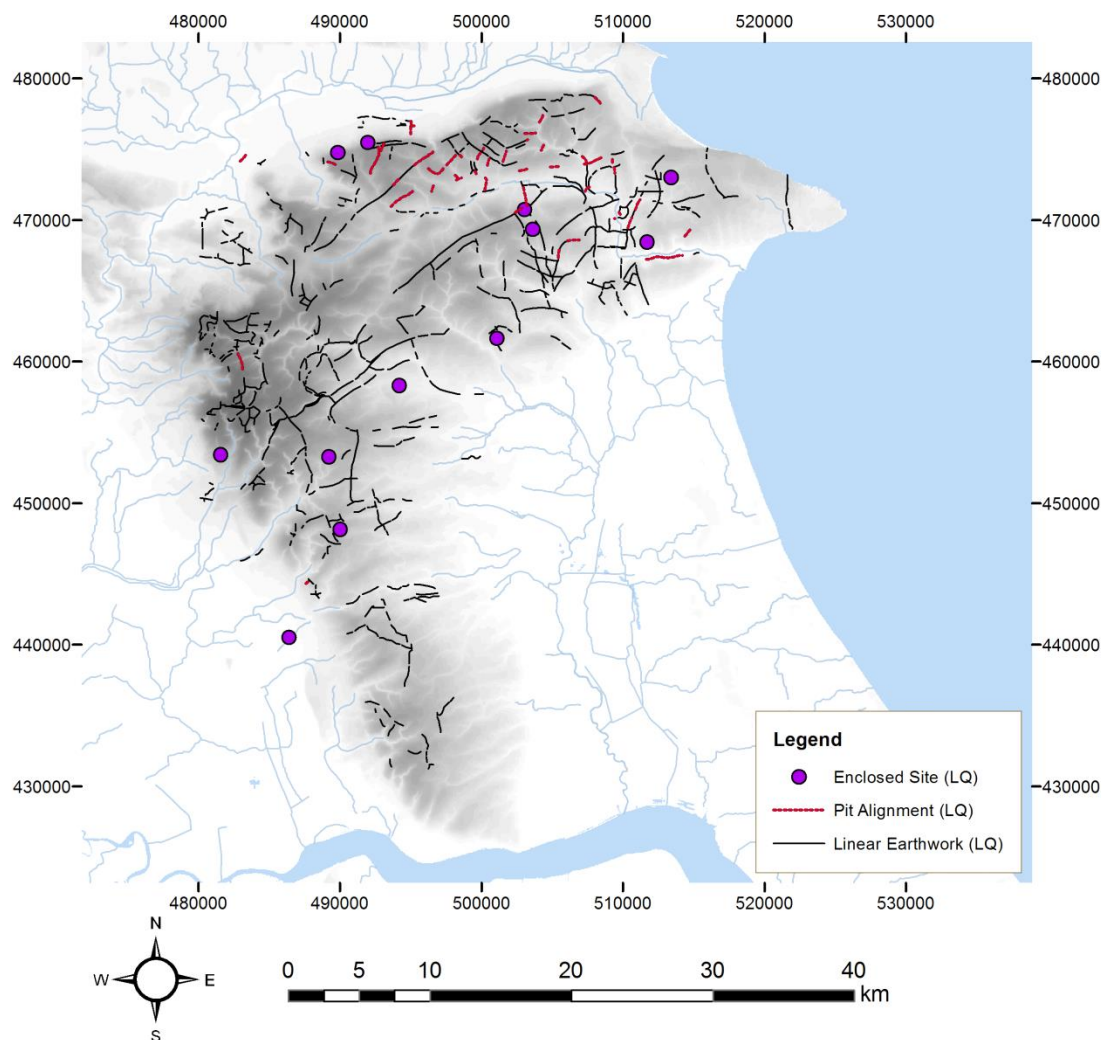 480000 490000 500000 510000 520000 530000
480000 480000
470000 470000
460000 460000
450000 450000
440000 440000
430000 430000
Legend
Enclosed Site (LQ)
Pit Alignment (LQ)
Linear Earthwork (LQ)
480000 490000 500000 510000 520000 530000
N
W E
S
0 5 10 20 30 40
km